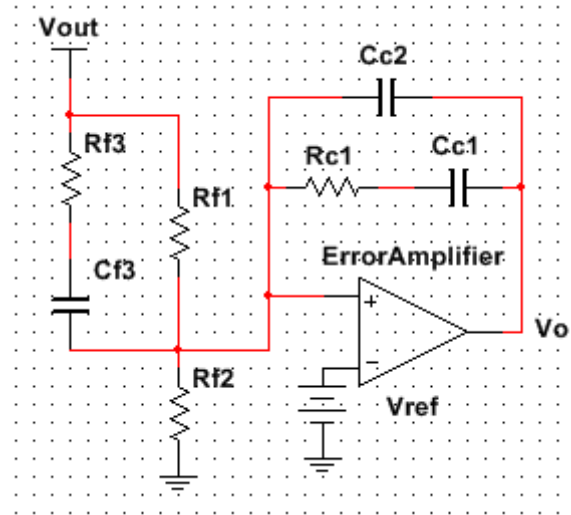 Vout
Cc2
Rf3
Rc1
Cc1
Rf1
ErrorAmplifier
Cf3
+
Vo
−
Rf2
Vref